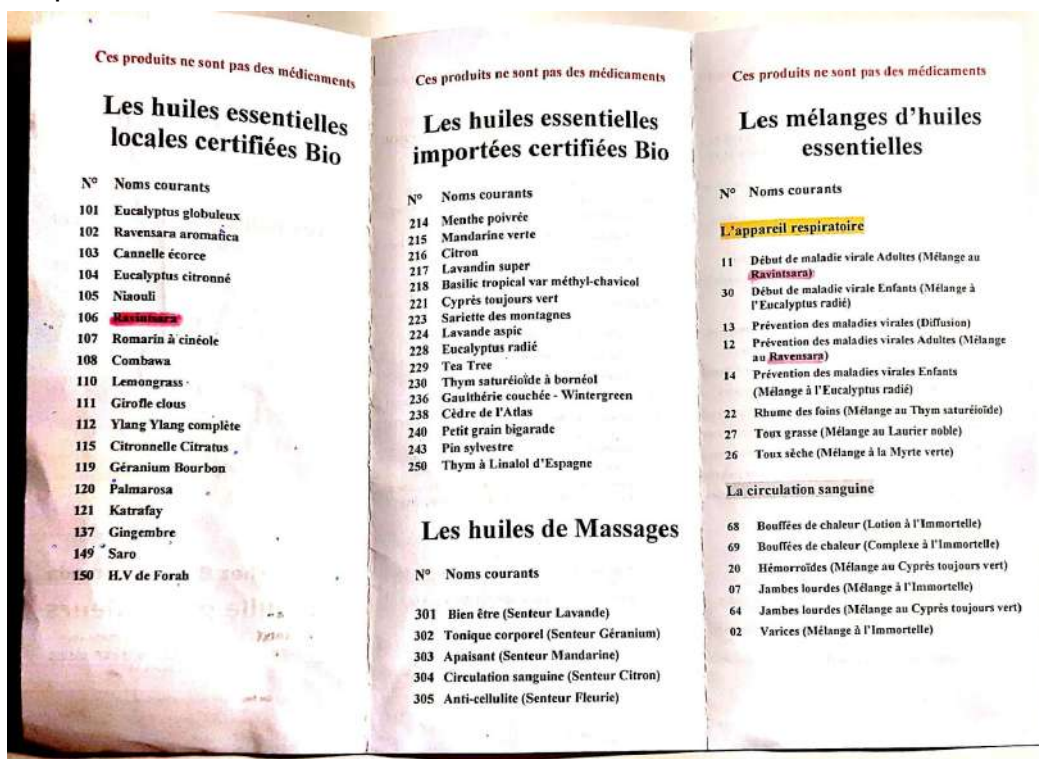 Ces produits ne sont pas des médicaments
Les huiles essentielles
locales certifiées Bio
N° Noms courants
101 Eucalyptus globuleux
102 Ravensara aromatica
103 Cannelle écorce
104 Eucalyptus citronné
105 Niaouli
106 Ravintsara
107 Romarin à cinéole
108 Combawa
110 Lemongrass
111 Girofle clous
112 Ylang Ylang complète
115 Citronnelle Citratus
119 Géranium Bourbon
120 Palmarosa
121 Katrafay
137 Gingembre
149 Saro
150 H.V de Forah
Ces produits ne sont pas des médicaments
Les huiles essentielles
importées certifiées Bio
N° Noms courants
214 Menthe poivrée
215 Mandarine verte
216 Citron
217 Lavandin super
218 Basilic tropical var méthyl-chavicol
221 Cyprès toujours vert
223 Sariette des montagnes
224 Lavande aspic
228 Eucalyptus radié
229 Tea Tree
230 Thym saturéioïde à bornéol
236 Gaulthérie couchée - Wintergreen
238 Cèdre de l'Atlas
240 Petit grain bigarade
243 Pin sylvestre
250 Thym à Linalol d'Espagne
Les huiles de Massages
N° Noms courants
301 Bien être (Senteur Lavande)
302 Tonique corporel (Senteur Géranium)
303 Apaisant (Senteur Mandarine)
304 Circulation sanguine (Senteur Citron)
305 Anti-cellulite (Senteur Fleurie)
Ces produits ne sont pas des médicaments
Les mélanges d'huiles
essentielles
N° Noms courants
L'appareil respiratoire
11 Début de maladie virale Adultes (Mélange au
Ravintsara)
30 Début de maladie virale Enfants (Mélange à
l'Eucalyptus radié)
13 Prévention des maladies virales (Diffusion)
12 Prévention des maladies virales Adultes (Mélange
au Ravensara)
14 Prévention des maladies virales Enfants
(Mélange à l'Eucalyptus radié)
22 Rhume des foins (Mélange au Thym saturéioïde)
27 Toux grasse (Mélange au Laurier noble)
26 Toux sèche (Mélange à la Myrte verte)
La circulation sanguine
68 Bouffées de chaleur (Lotion à l'Immortelle)
69 Bouffées de chaleur (Complexe à l'Immortelle)
20 Hémorroïdes (Mélange au Cyprès toujours vert)
07 Jambes lourdes (Mélange à l'Immortelle)
64 Jambes lourdes (Mélange au Cyprès toujours vert)
02 Varices (Mélange à l'Immortelle)